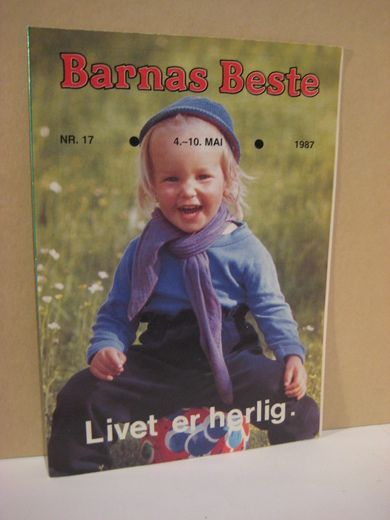 Barnas Beste
NR. 17 ● 4.–10. MAI ● 1987
Livet er herlig.